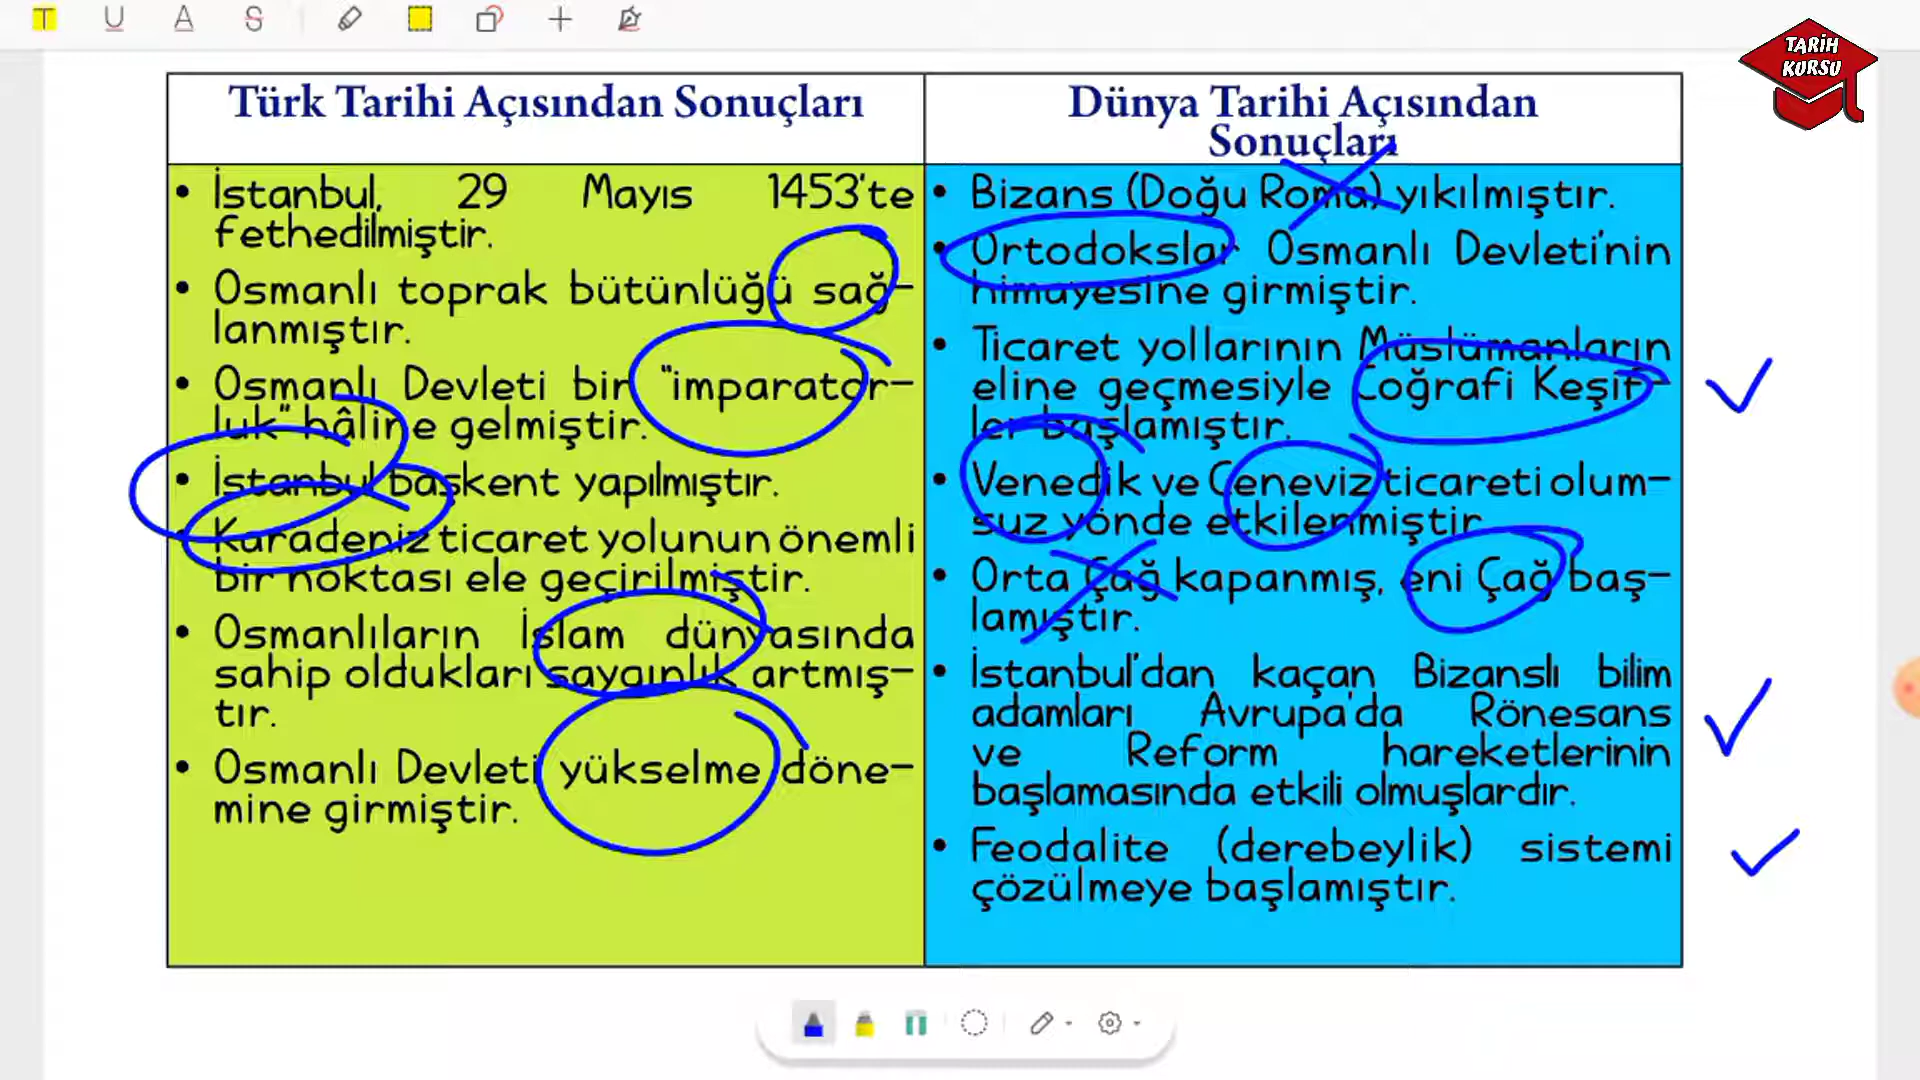 TARİH
KURSU
Türk Tarihi Açısından Sonuçları
• İstanbul, 29 Mayıs 1453'te
fethedilmiştir.
• Osmanlı toprak bütünlüğü sağ-
lanmıştır.
• Osmanlı Devleti bir "imparator-
luk" hâline gelmiştir.
• İstanbul başkent yapılmıştır.
• Karadeniz ticaret yolunun önemli
bir noktası ele geçirilmiştir.
• Osmanlıların İslam dünyasında
sahip oldukları saygınlık artmış-
tır.
• Osmanlı Devleti yükselme döne-
mine girmiştir.
Dünya Tarihi Açısından
Sonuçları
• Bizans (Doğu Roma) yıkılmıştır.
• Ortodokslar Osmanlı Devleti'nin
himayesine girmiştir.
• Ticaret yollarının Müslümanların
eline geçmesiyle Coğrafi Keşif-
ler başlamıştır.
• Venedik ve Ceneviz ticareti olum-
suz yönde etkilenmiştir.
• Orta Çağ kapanmış, eni Çağ baş-
lamıştır.
• İstanbul'dan kaçan Bizanslı bilim
adamları Avrupa'da Rönesans
ve Reform hareketlerinin
başlamasında etkili olmuşlardır.
• Feodalite (derebeylik) sistemi
çözülmeye başlamıştır.